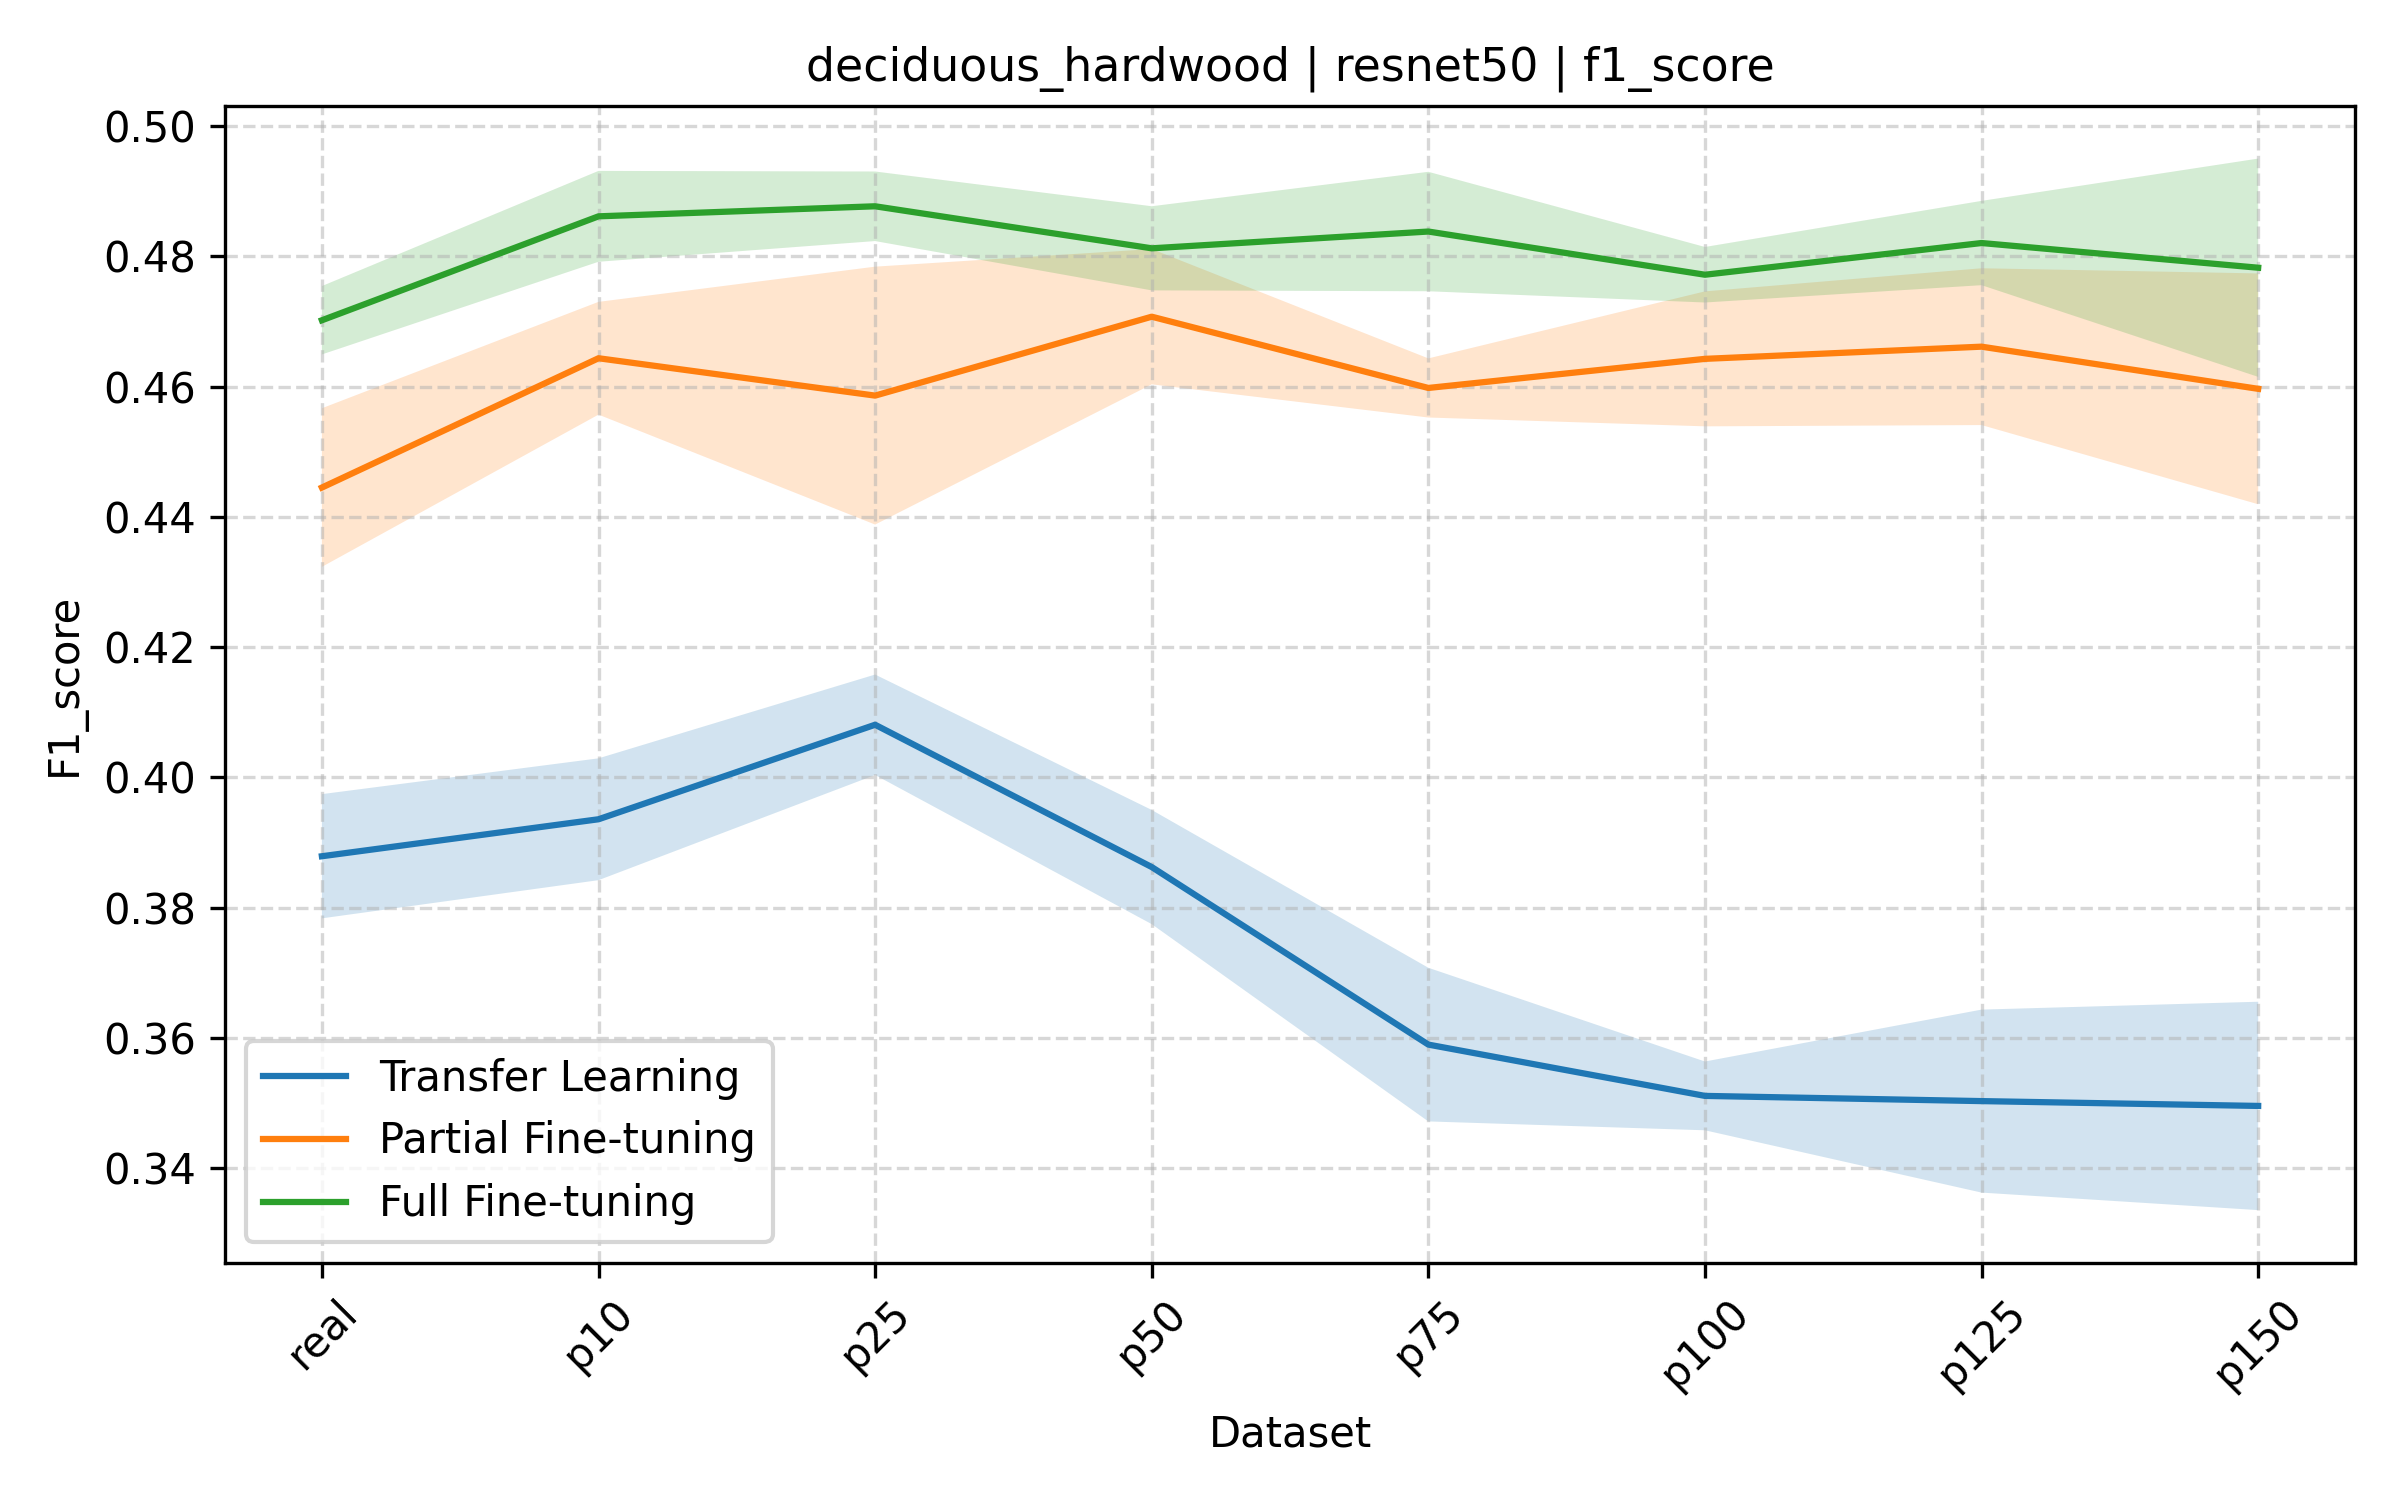 deciduous_hardwood | resnet50 | f1_score
F1_score
0.50
0.48
0.46
0.44
0.42
0.40
0.38
0.36
0.34
Transfer Learning
Partial Fine-tuning
Full Fine-tuning
real
p10
p25
p50
p75
p100
p125
p150
Dataset